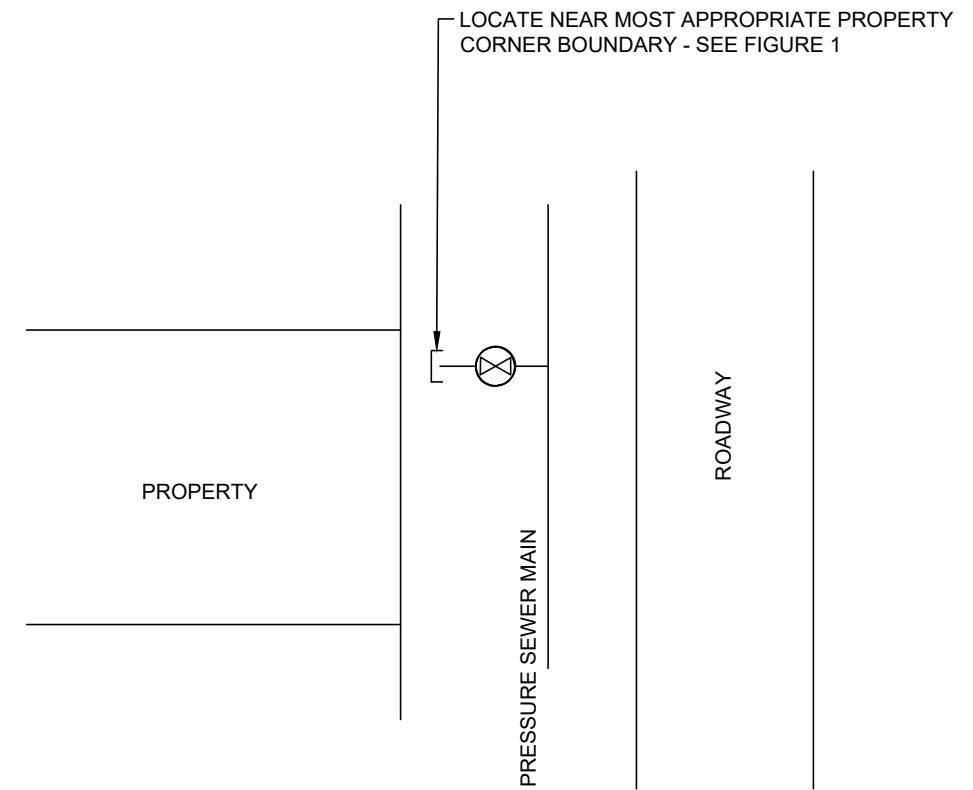 LOCATE NEAR MOST APPROPRIATE PROPERTY
CORNER BOUNDARY - SEE FIGURE 1
PROPERTY
PRESSURE SEWER MAIN
ROADWAY